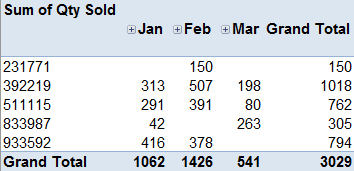 Sum of Qty Sold
Jan Feb Mar Grand Total
231771 150 150
392219 313 507 198 1018
511115 291 391 80 762
833987 42 263 305
933592 416 378 794
Grand Total 1062 1426 541 3029